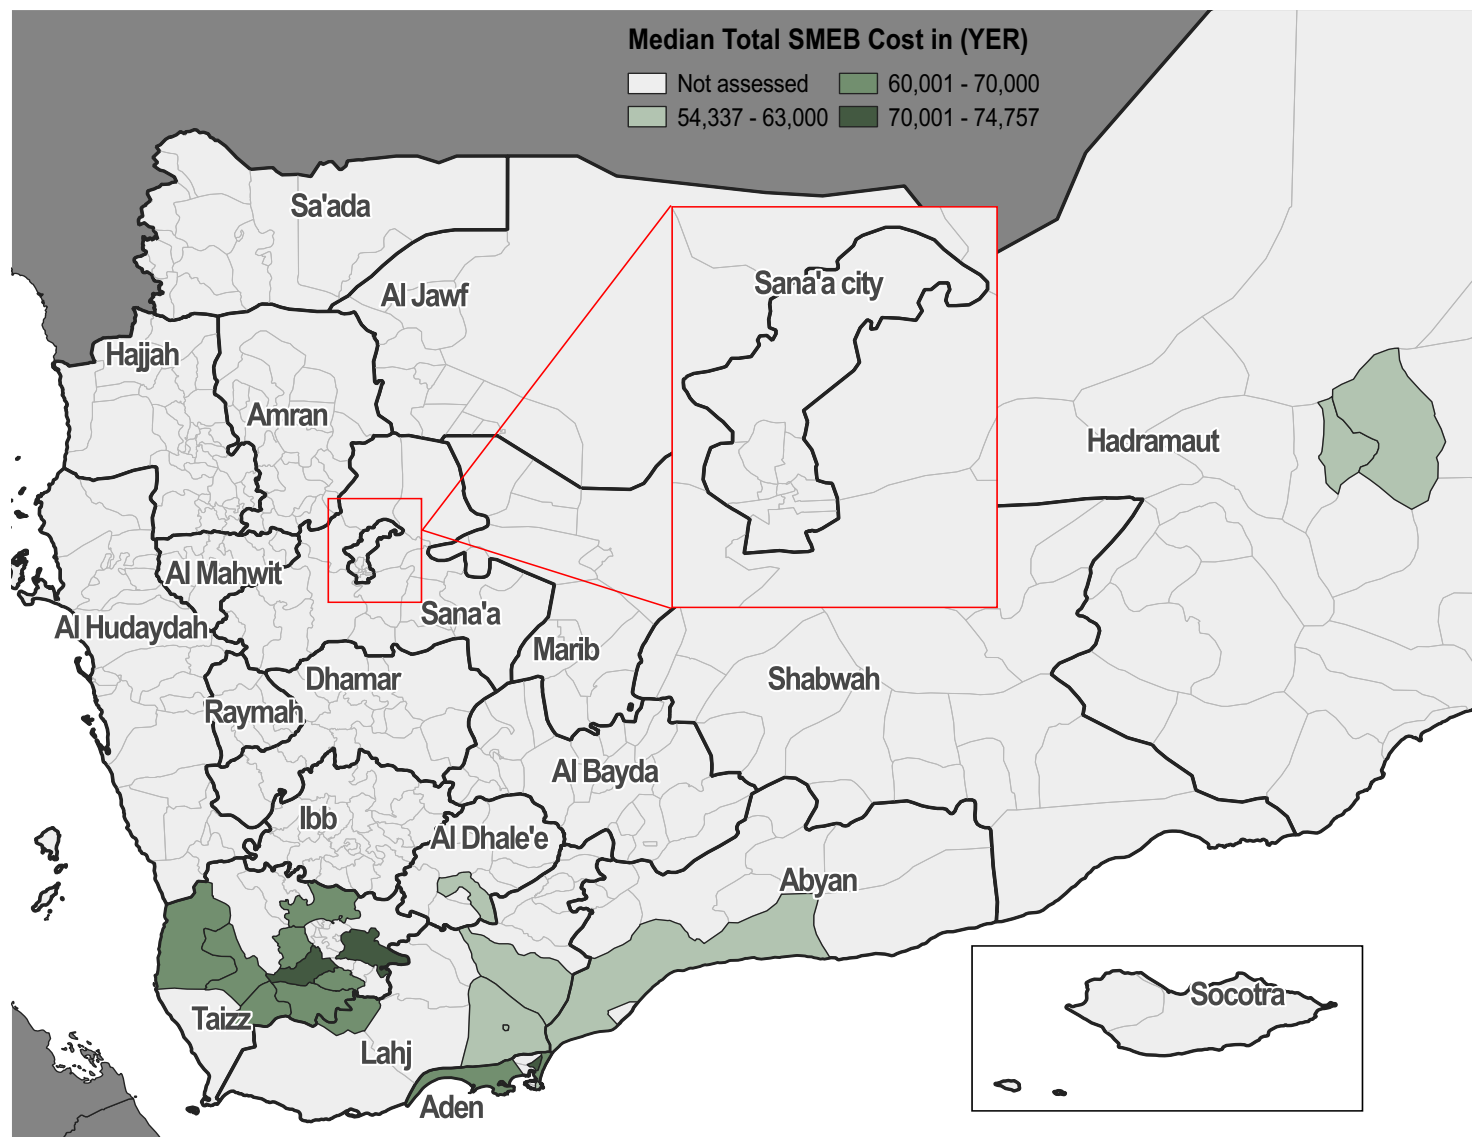 Median Total SMEB Cost in (YER)
Not assessed
60,001 - 70,000
54,337 - 63,000
70,001 - 74,757
Sa'ada
Al Jawf
Sana'a city
Hajjah
Amran
Hadramaut
Al Mahwit
Sana'a
Al Hudaydah
Marib
Dhamar
Shabwah
Raymah
Al Bayda
Ibb
Al Dhale'e
Abyan
Socotra
Taizz
Lahj
Aden